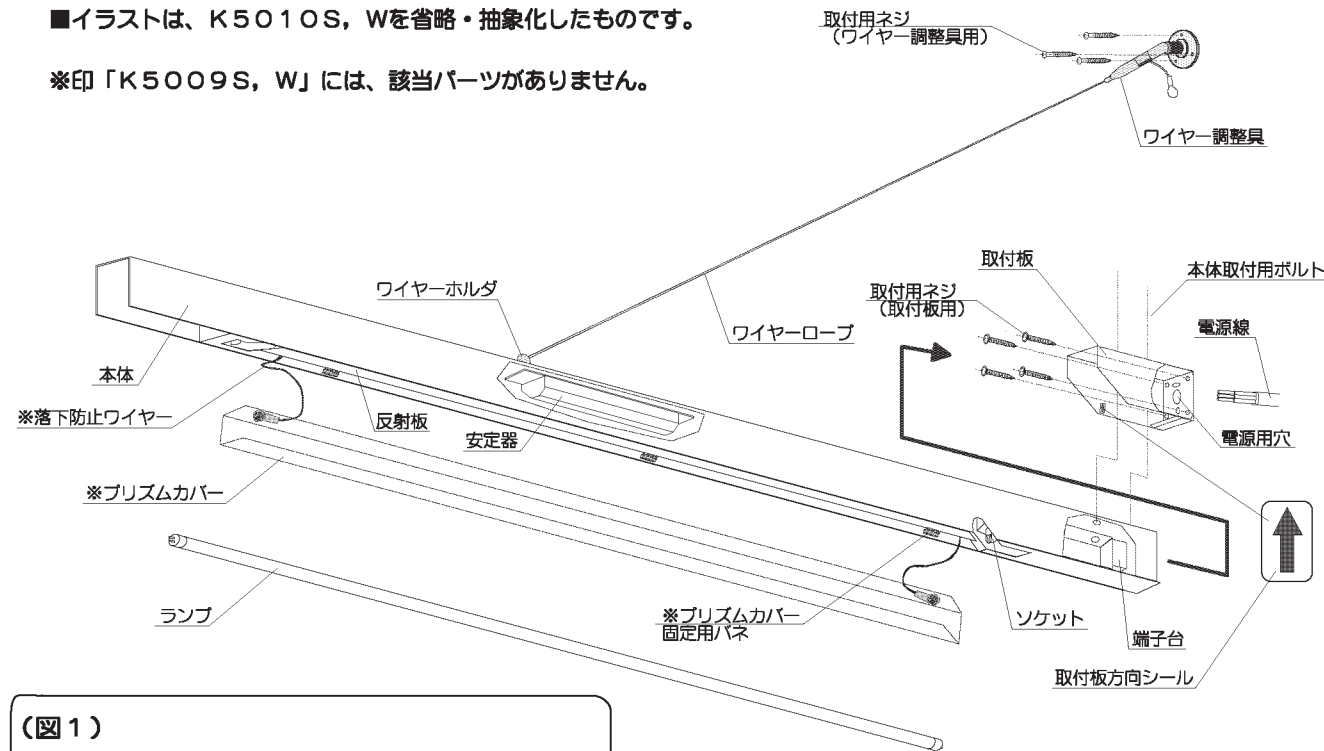 ■イラストは、K5010S，Wを省略・抽象化したものです。
※印「K5009S，W」には、該当パーツがありません。
取付用ネジ
（ワイヤー調整具用）
ワイヤー調整具
取付板
本体取付用ボルト
ワイヤーホルダ
取付用ネジ
（取付板用）
電源線
ワイヤーロープ
本体
※落下防止ワイヤー
反射板
安定器
電源用穴
※プリズムカバー
ランプ
※プリズムカバー
固定用バネ
ソケット
端子台
取付板方向シール
(図1)